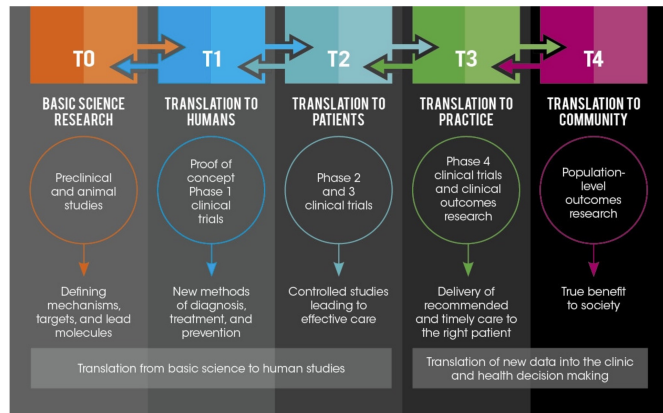 T0
T1
T2
T3
T4
BASIC SCIENCE
RESEARCH
TRANSLATION TO
HUMANS
TRANSLATION TO
PATIENTS
TRANSLATION TO
PRACTICE
TRANSLATION TO
COMMUNITY
Preclinical
and animal
studies
Proof of
concept
Phase 1
clinical
trials
Phase 2
and 3
clinical trials
Phase 4
clinical trials
and clinical
outcomes
research
Population-
level
outcomes
research
Defining
mechanisms,
targets, and lead
molecules
New methods
of diagnosis,
treatment, and
prevention
Controlled studies
leading to
effective care
Delivery of
recommended
and timely care to
the right patient
True benefit
to society
Translation from basic science to human studies
Translation of new data into the clinic
and health decision making